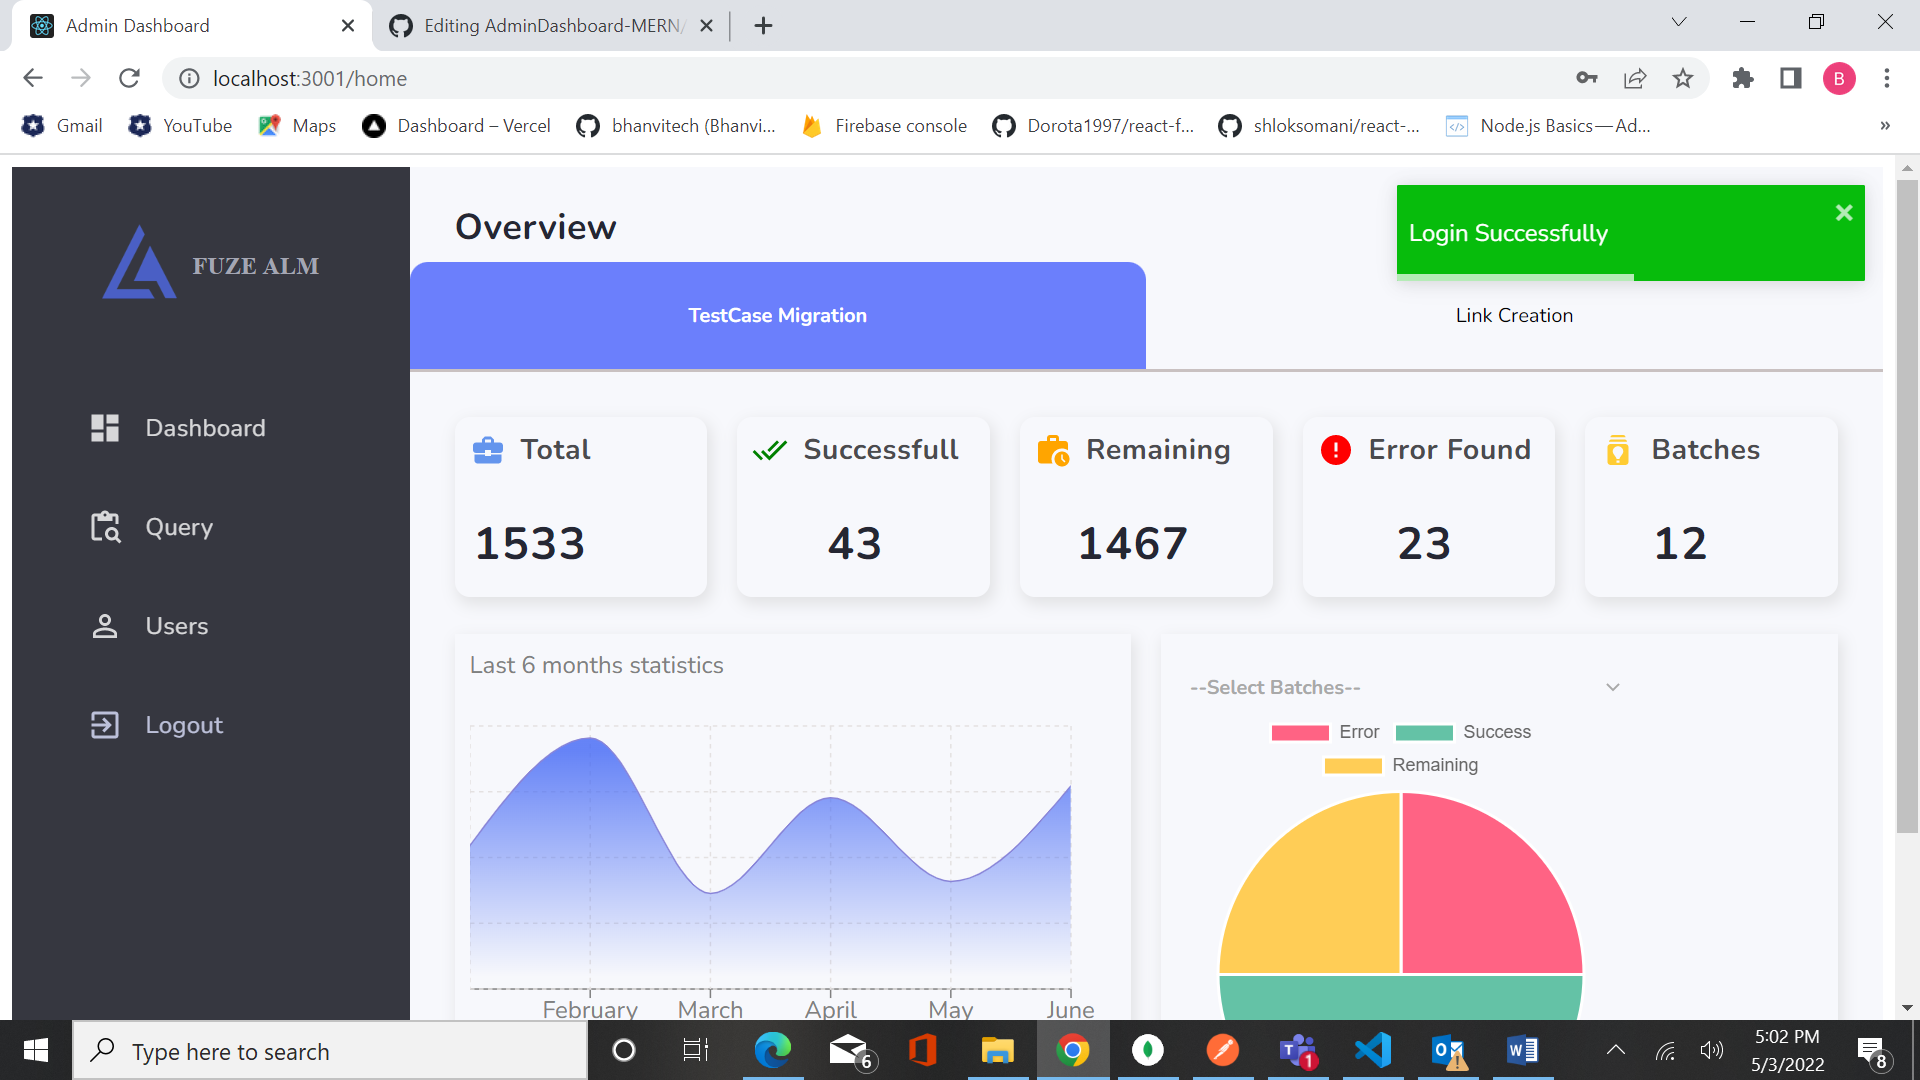 Admin Dashboard
Editing AdminDashboard-MERN/
localhost:3001/home
B
Gmail
YouTube
Maps
Dashboard – Vercel
bhanvitech (Bhanvi...
Firebase console
Dorota1997/react-f...
shloksomani/react-...
Node.js Basics — Ad...
»
FUZE ALM
Dashboard
Query
Users
Logout
Overview
Login Successfully
TestCase Migration
Link Creation
Total
1533
Successfull
43
Remaining
1467
Error Found
23
Batches
12
Last 6 months statistics
February March April May June
--Select Batches--
Error Success
Remaining
Type here to search
6
1
5:02 PM
5/3/2022
8